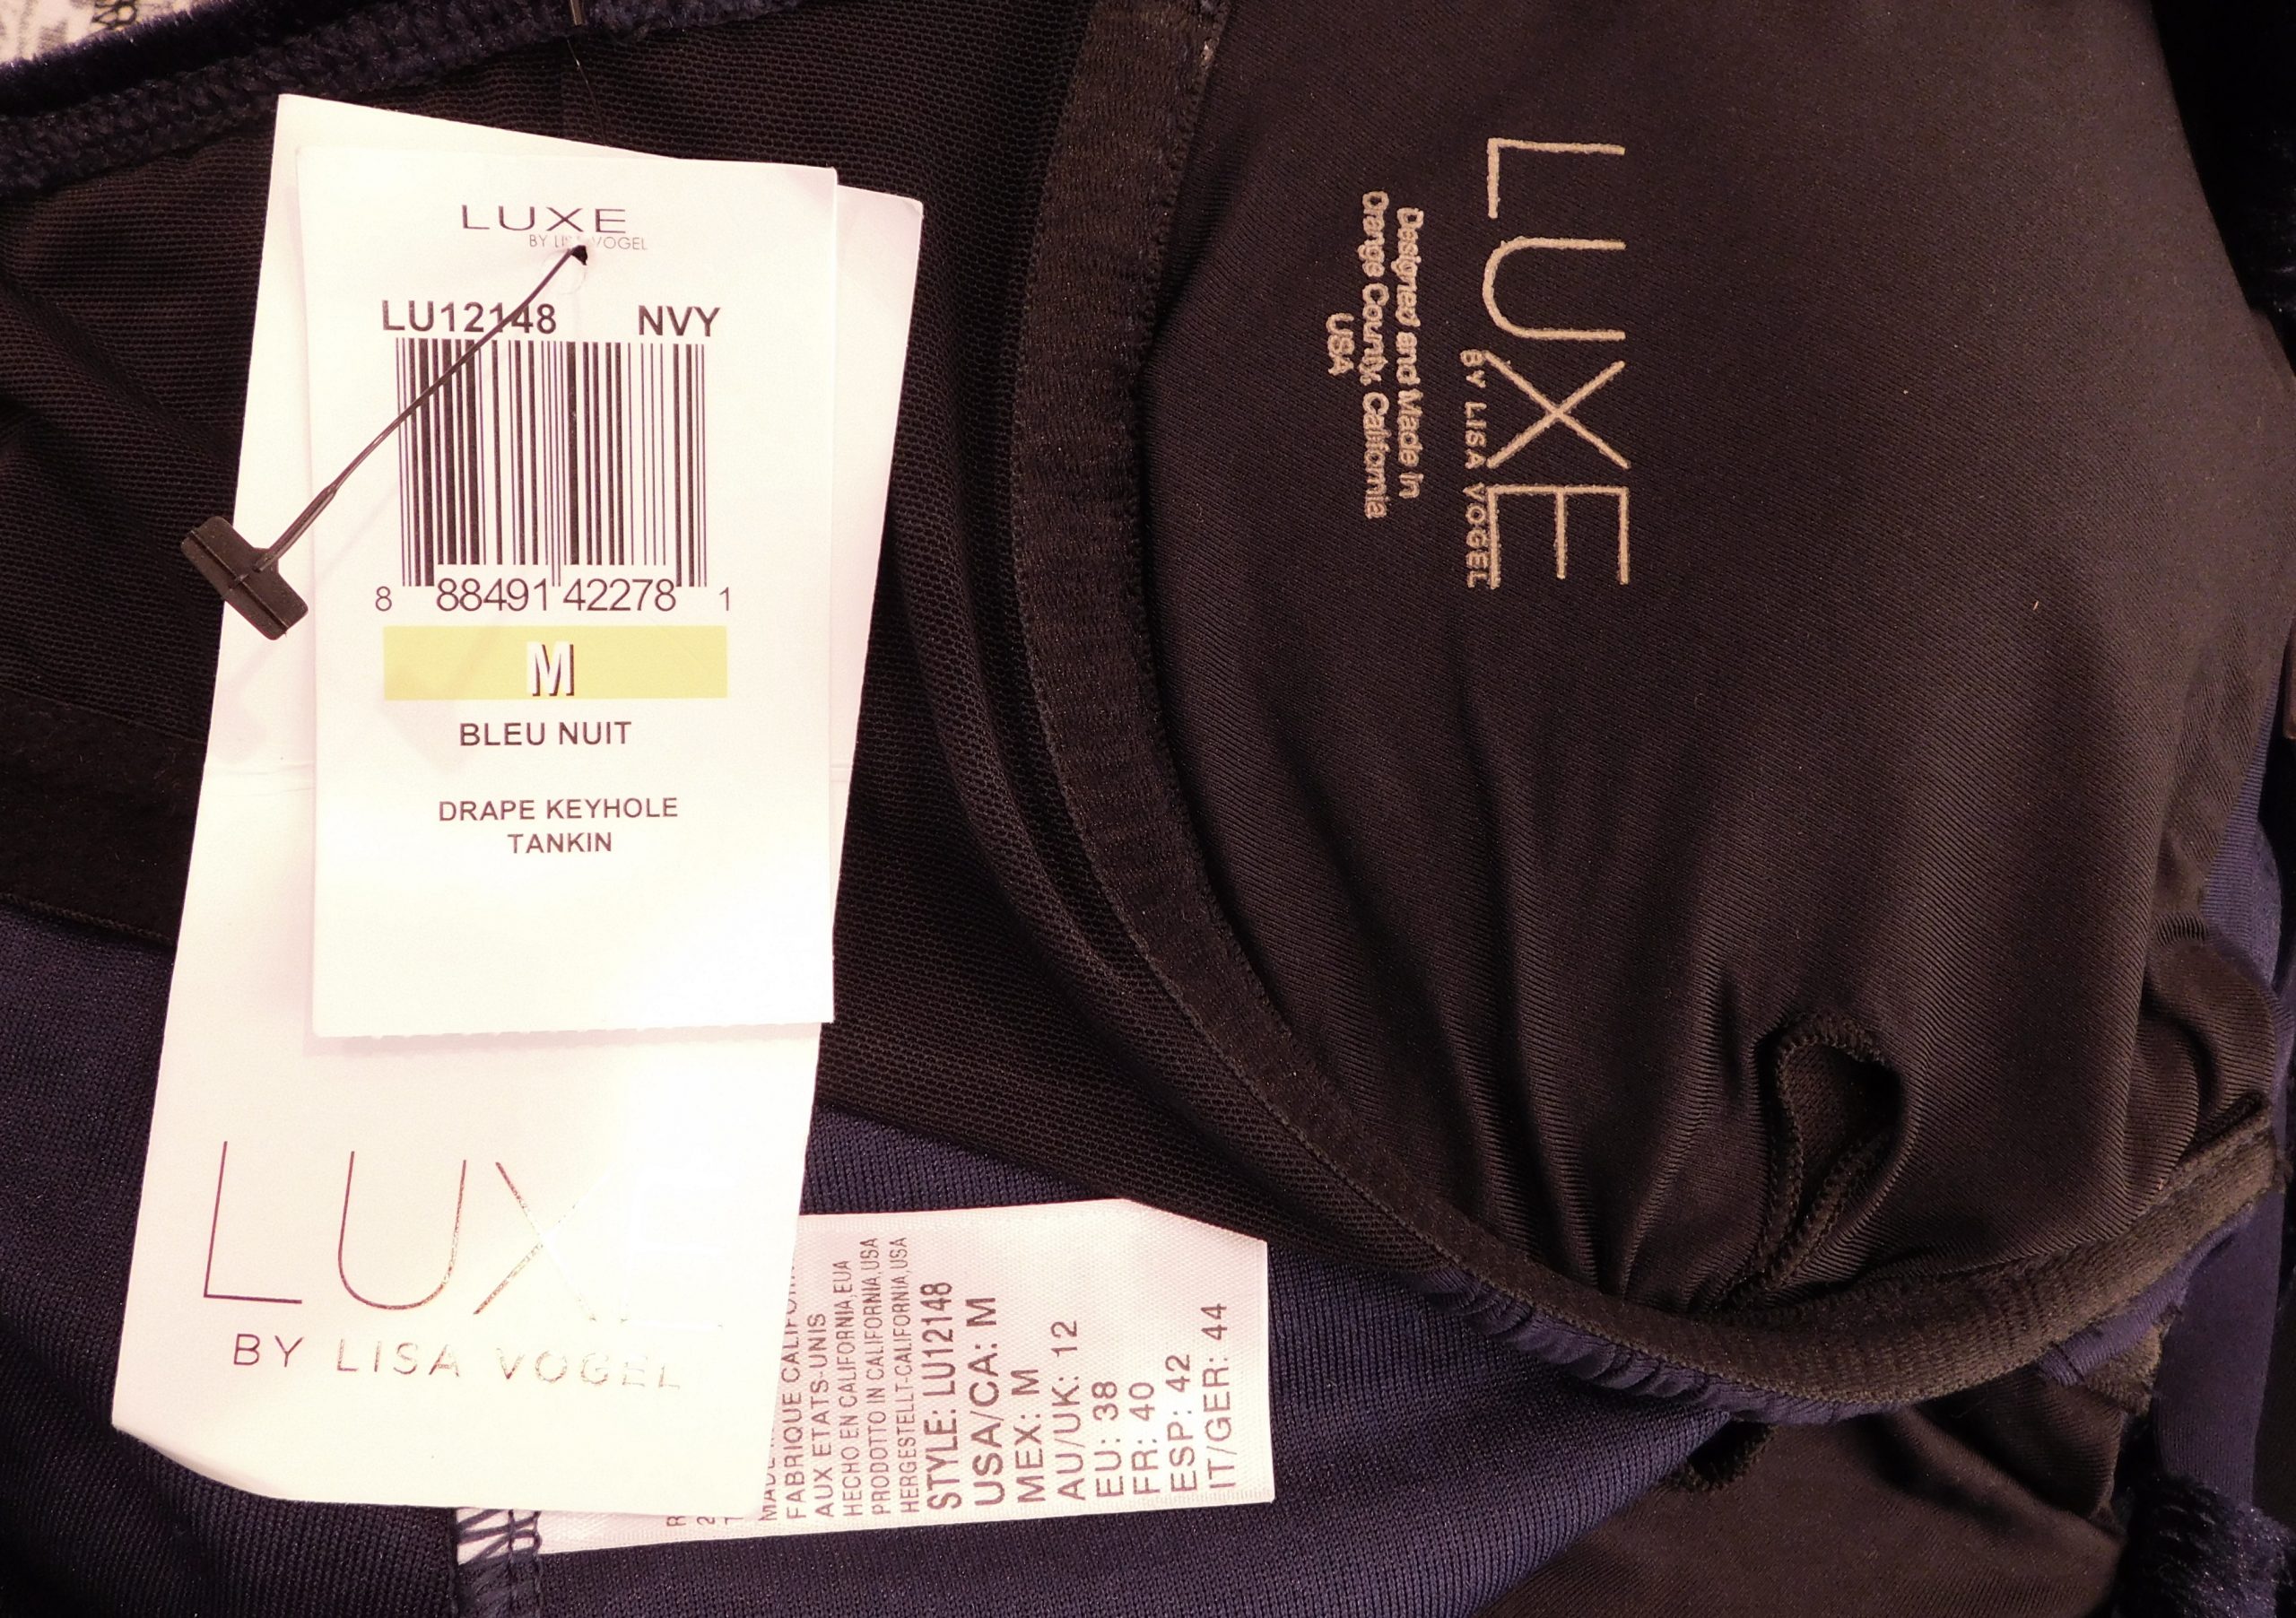 LUXE
BY LISA VOGEL
LU12148 NVY
8 88491 42278 1
M
BLEU NUIT
DRAPE KEYHOLE
TANKIN
LUXE
BY LISA VOGEL
LUXE
BY LISA VOGEL
Designed and Made In
Orange County, California
USA
FABRIQUE
AUX ETATS-UNIS
HECHO EN CALIFORNIA,EUA
PRODOTTO IN CALIFORNIA,USA
HERGESTELLT-CALIFORNIA,USA
STYLE: LU12148
USA/CA: M
MEX: M
AU/UK: 12
EU: 38
FR: 40
ESP: 42
IT/GER: 44